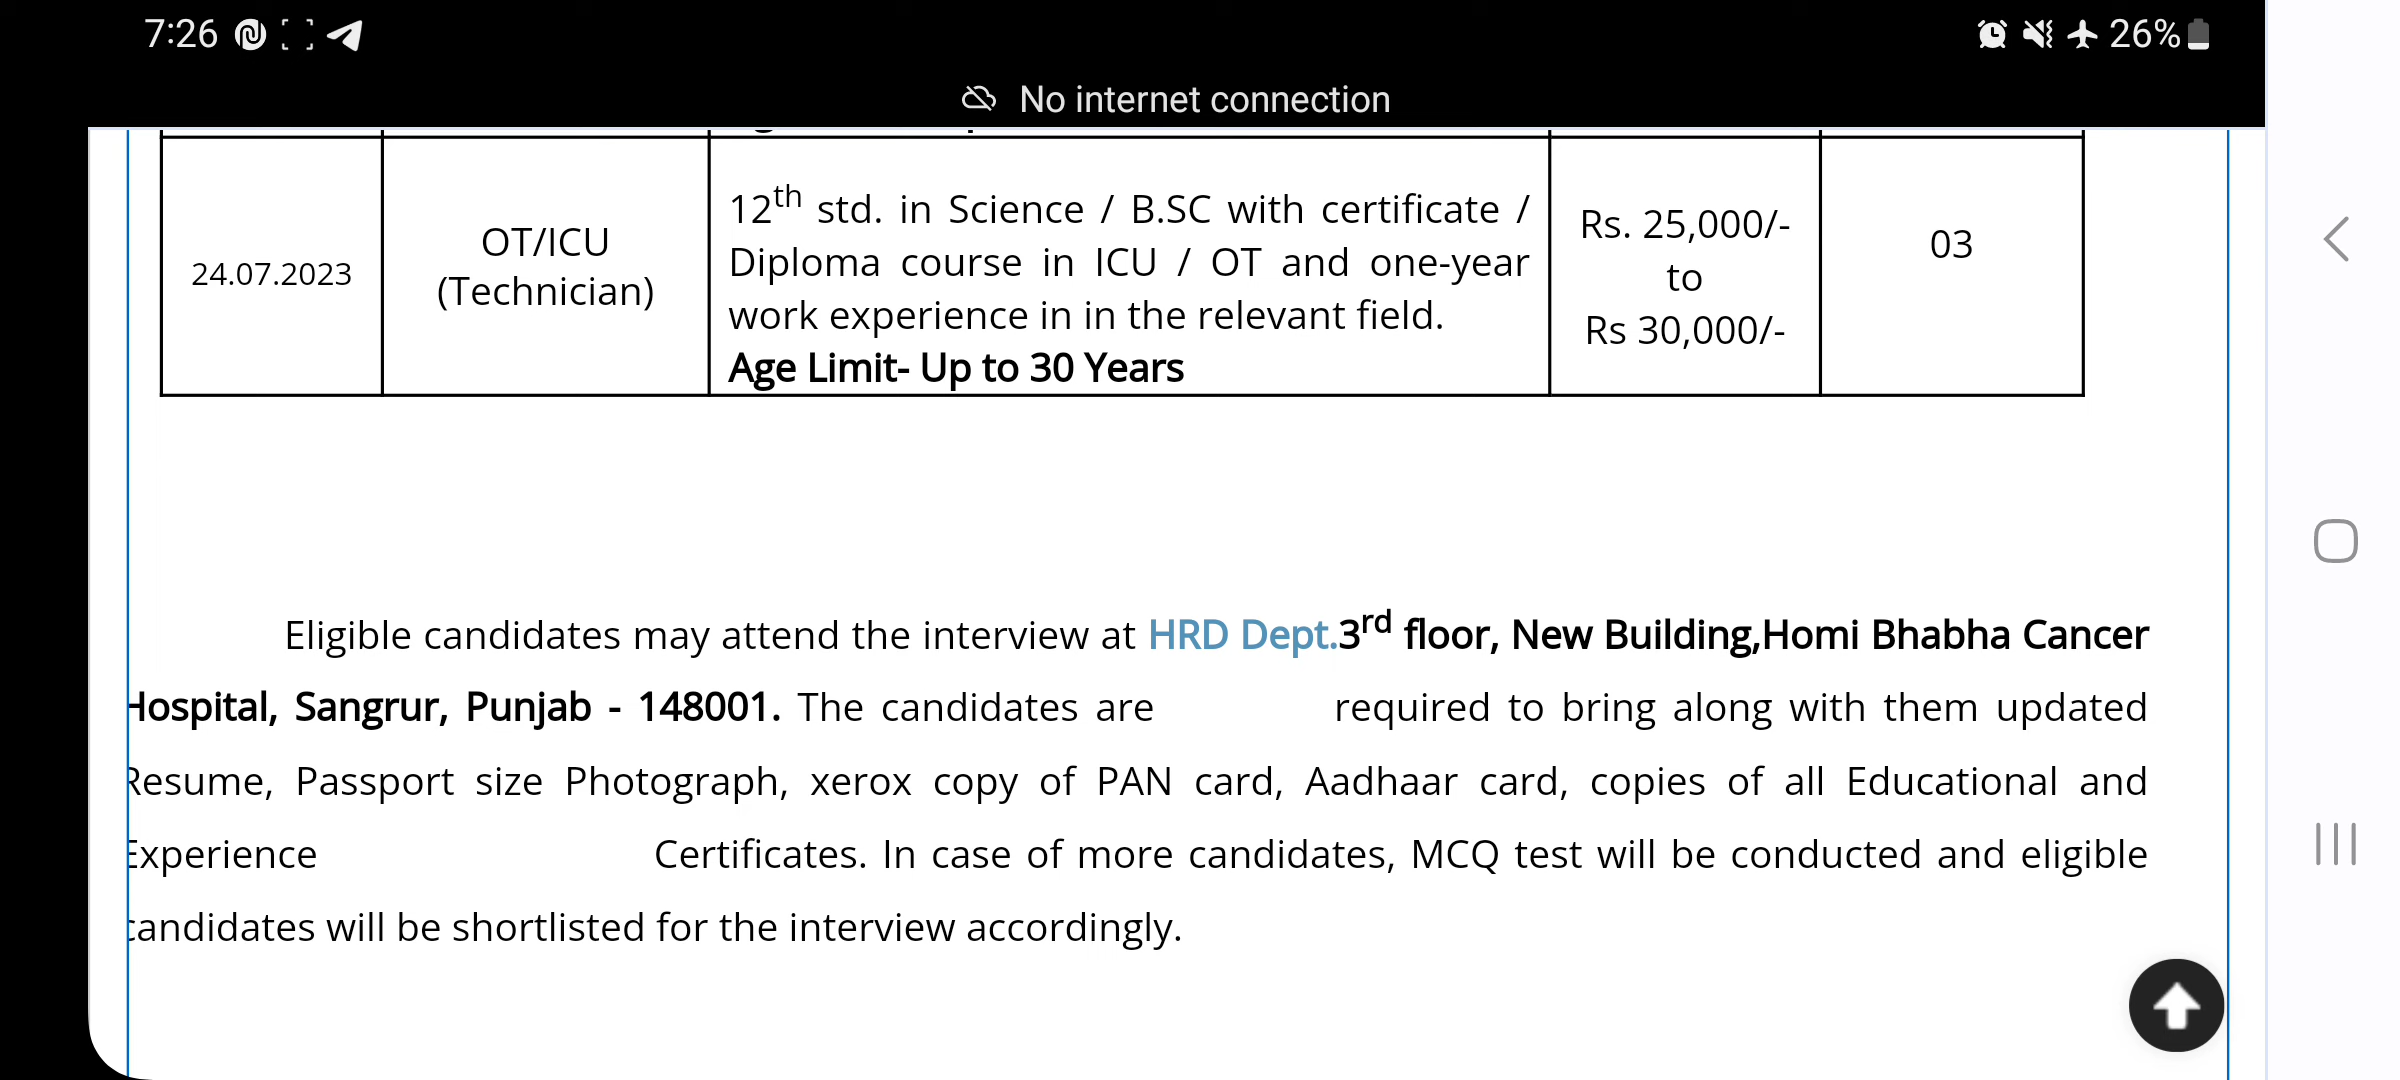 7:26 26%
No internet connection
24.07.2023
OT/ICU
(Technician)
12th std. in Science / B.SC with certificate /
Diploma course in ICU / OT and one-year
work experience in in the relevant field.
Age Limit- Up to 30 Years
Rs. 25,000/-
to
Rs 30,000/-
03
Eligible candidates may attend the interview at HRD Dept.3rd floor, New Building,Homi Bhabha Cancer
Hospital, Sangrur, Punjab - 148001. The candidates are required to bring along with them updated
Resume, Passport size Photograph, xerox copy of PAN card, Aadhaar card, copies of all Educational and
Experience Certificates. In case of more candidates, MCQ test will be conducted and eligible
candidates will be shortlisted for the interview accordingly.